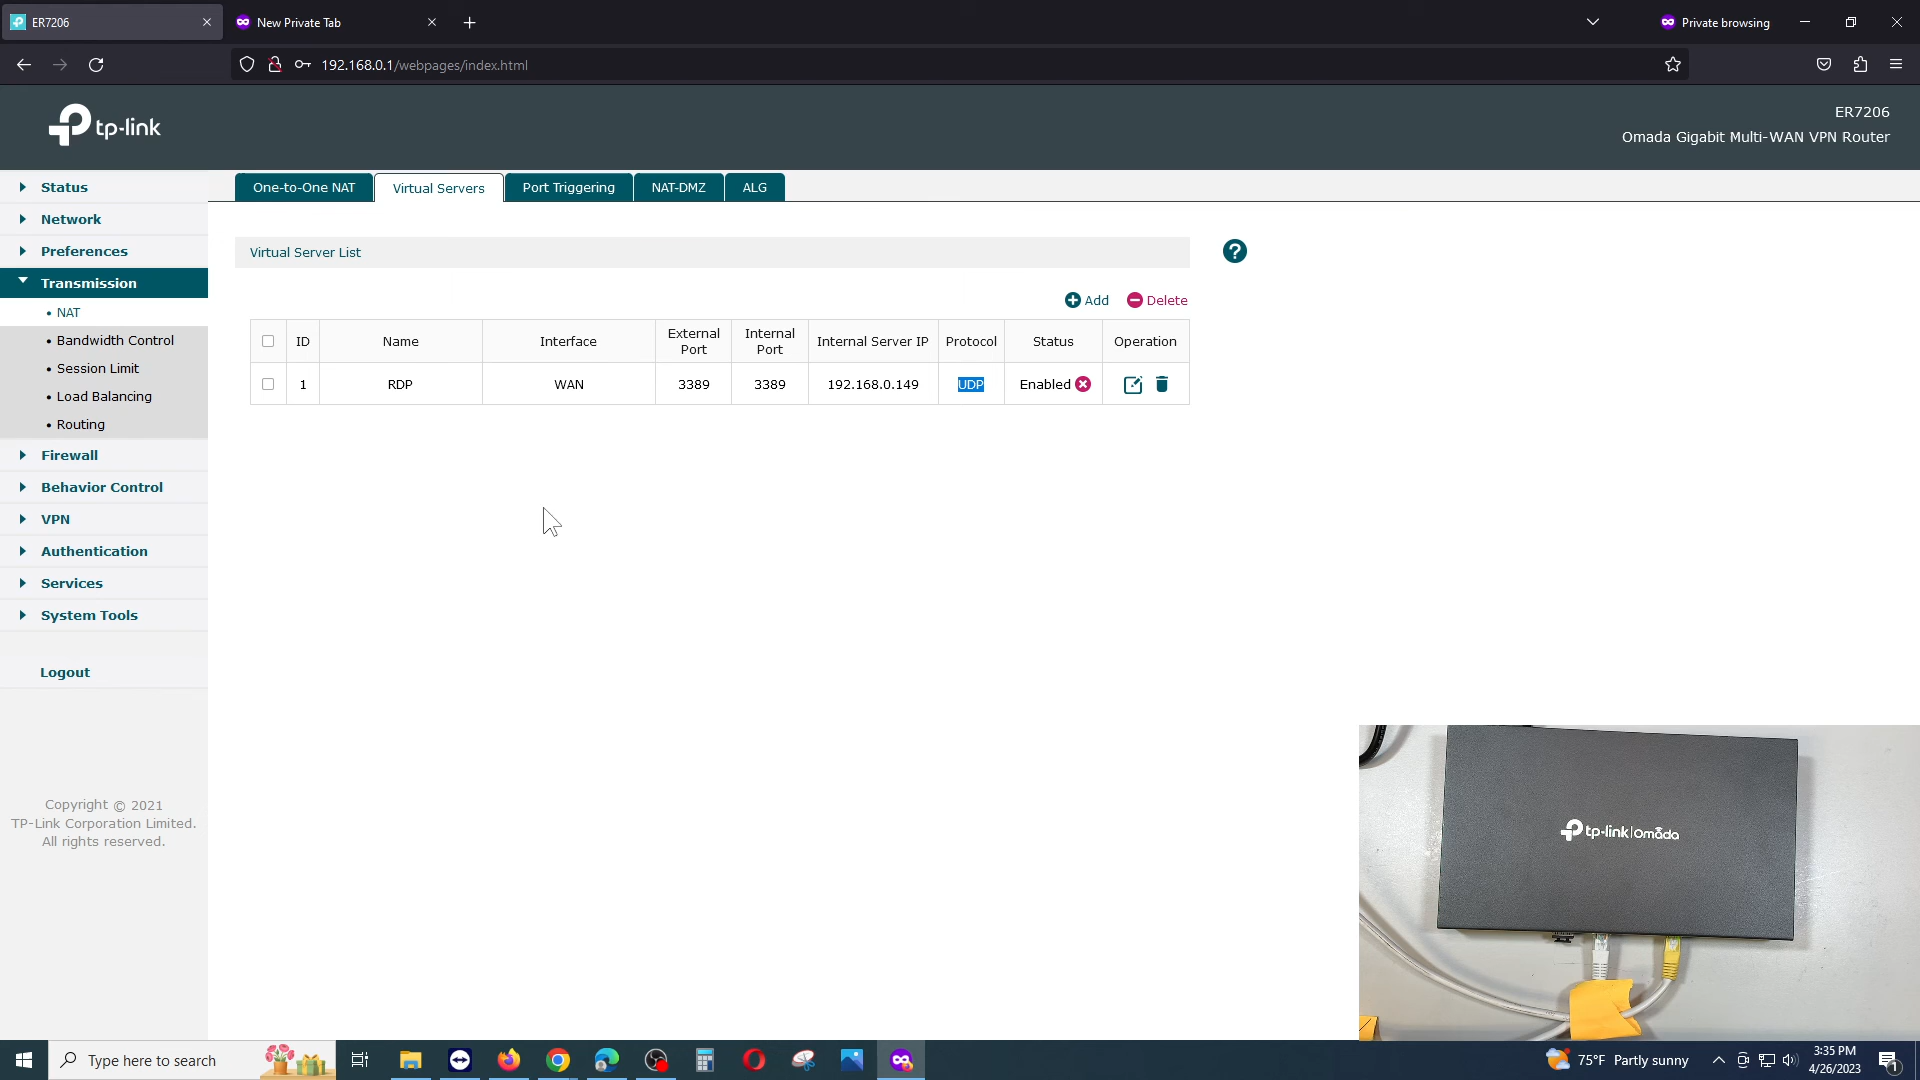 ER7206
New Private Tab
Private browsing
192.168.0.1/webpages/index.html
tp-link
ER7206
Omada Gigabit Multi-WAN VPN Router
Status
Network
Preferences
Transmission
NAT
Bandwidth Control
Session Limit
Load Balancing
Routing
Firewall
Behavior Control
VPN
Authentication
Services
System Tools
Logout
Copyright © 2021
TP-Link Corporation Limited.
All rights reserved.
One-to-One NAT Virtual Servers Port Triggering NAT-DMZ ALG
Virtual Server List
?
Add Delete
ID Name Interface External Port Internal Port Internal Server IP Protocol Status Operation
1 RDP WAN 3389 3389 192.168.0.149 UDP Enabled
tp-link | omada
Type here to search
75°F Partly sunny
3:35 PM
4/26/2023
1